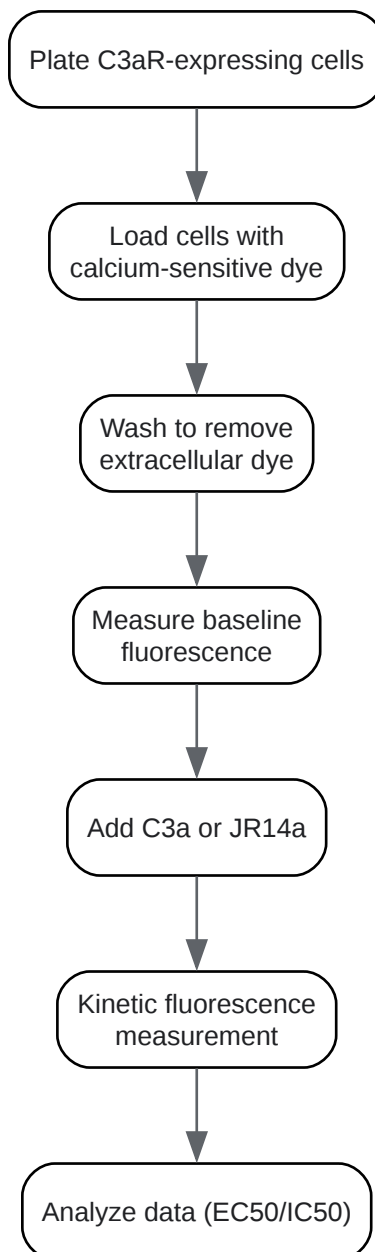 Plate C3aR-expressing cells
Load cells with
calcium-sensitive dye
Wash to remove
extracellular dye
Measure baseline
fluorescence
Add C3a or JR14a
Kinetic fluorescence
measurement
Analyze data (EC50/IC50)